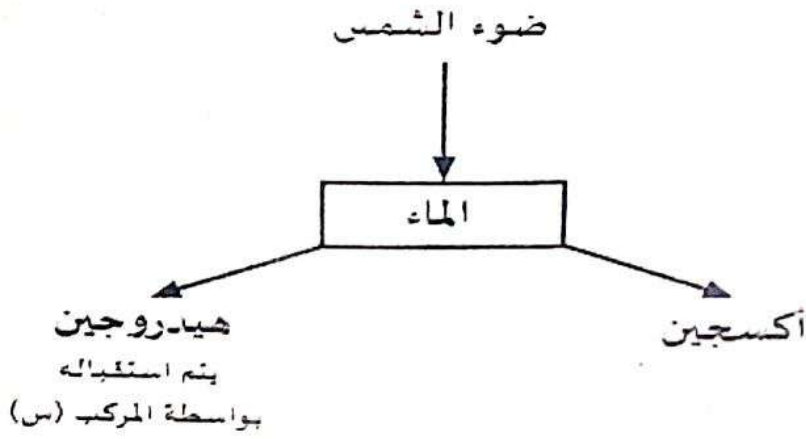 ضوء الشمس
الماء
أكسجين
هيدروجين
يتم استقباله
بواسطة المركب (س)